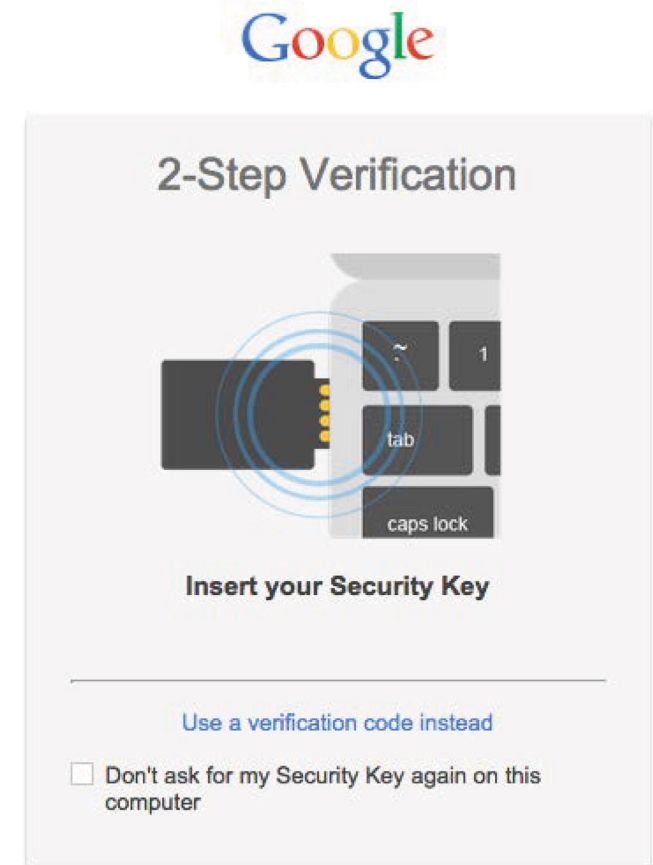 Google
2-Step Verification
~
1
tab
caps lock
Insert your Security Key
Use a verification code instead
Don't ask for my Security Key again on this
computer